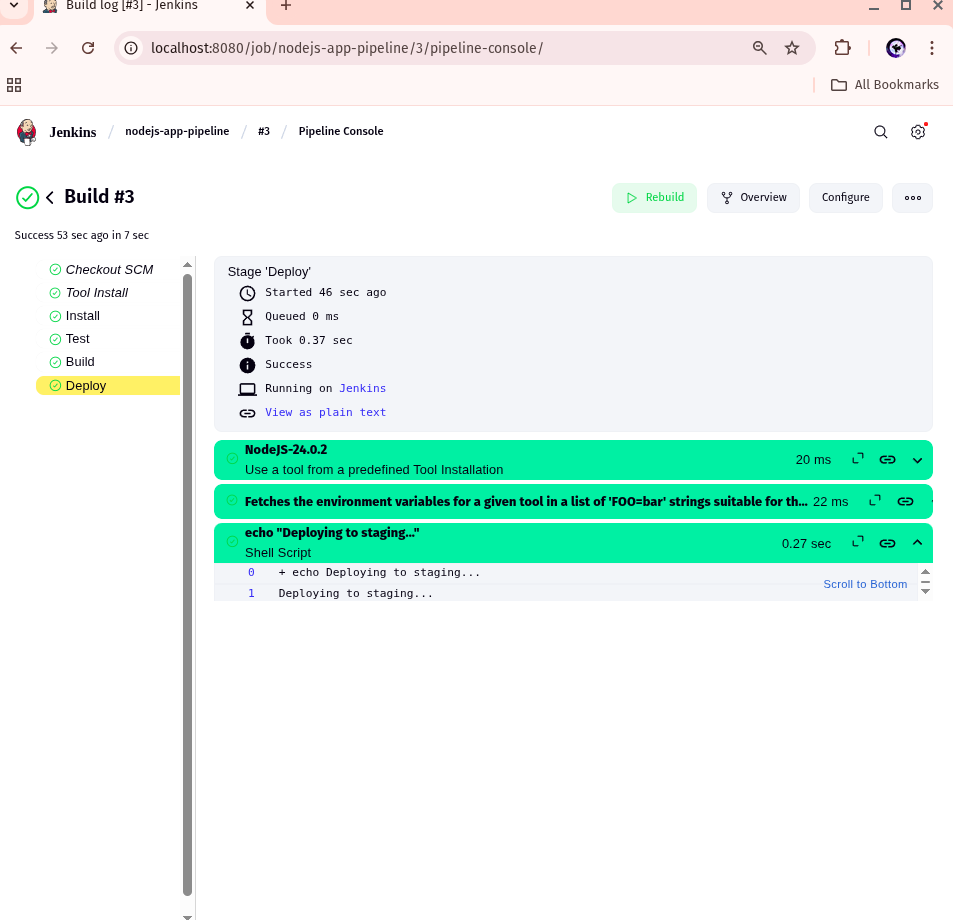 Build log [#3] - Jenkins
localhost:8080/job/nodejs-app-pipeline/3/pipeline-console/
All Bookmarks
Jenkins / nodejs-app-pipeline / #3 / Pipeline Console
Build #3
Rebuild
Overview
Configure
Success 53 sec ago in 7 sec
Checkout SCM
Tool Install
Install
Test
Build
Deploy
Stage 'Deploy'
Started 46 sec ago
Queued 0 ms
Took 0.37 sec
Success
Running on Jenkins
View as plain text
NodeJS-24.0.2
Use a tool from a predefined Tool Installation
20 ms
Fetches the environment variables for a given tool in a list of 'FOO=bar' strings suitable for th... 22 ms
echo "Deploying to staging..."
Shell Script
0.27 sec
0 + echo Deploying to staging...
Scroll to Bottom
1 Deploying to staging...